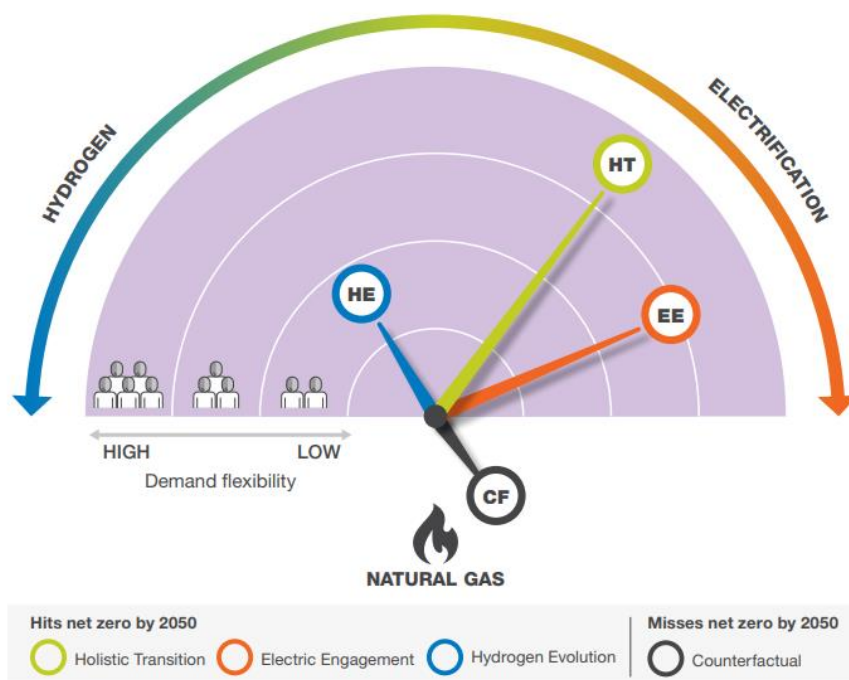 HYDROGEN
ELECTRIFICATION
HT
HE
EE
HIGH
LOW
Demand flexibility
CF
NATURAL GAS
Hits net zero by 2050
Misses net zero by 2050
Holistic Transition
Electric Engagement
Hydrogen Evolution
Counterfactual